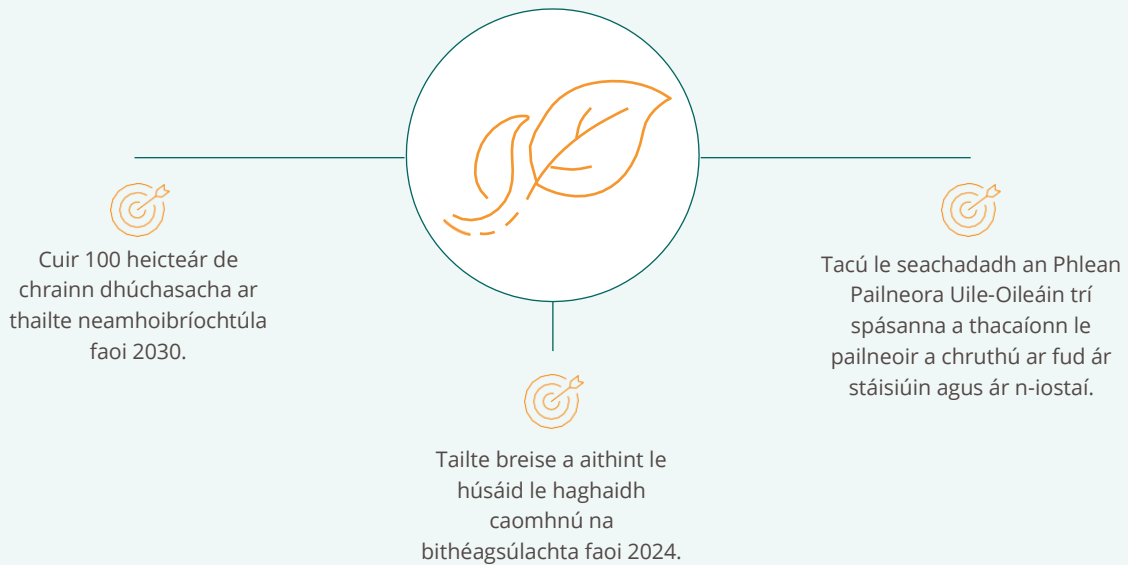 Cuir 100 heicteár de
chrainn dhúchasacha ar
thailte neamhoibríochtúla
faoi 2030.
Tailte breise a aithint le
húsáid le haghaidh
caomhnú na
bithéagsúlachta faoi 2024.
Tacú le seachadadh an Phlean
Pailneora Uile-Oileáin trí
spásanna a thacaíonn le
pailneoir a chruthú ar fud ár
stáisiúin agus ár n-iostaí.